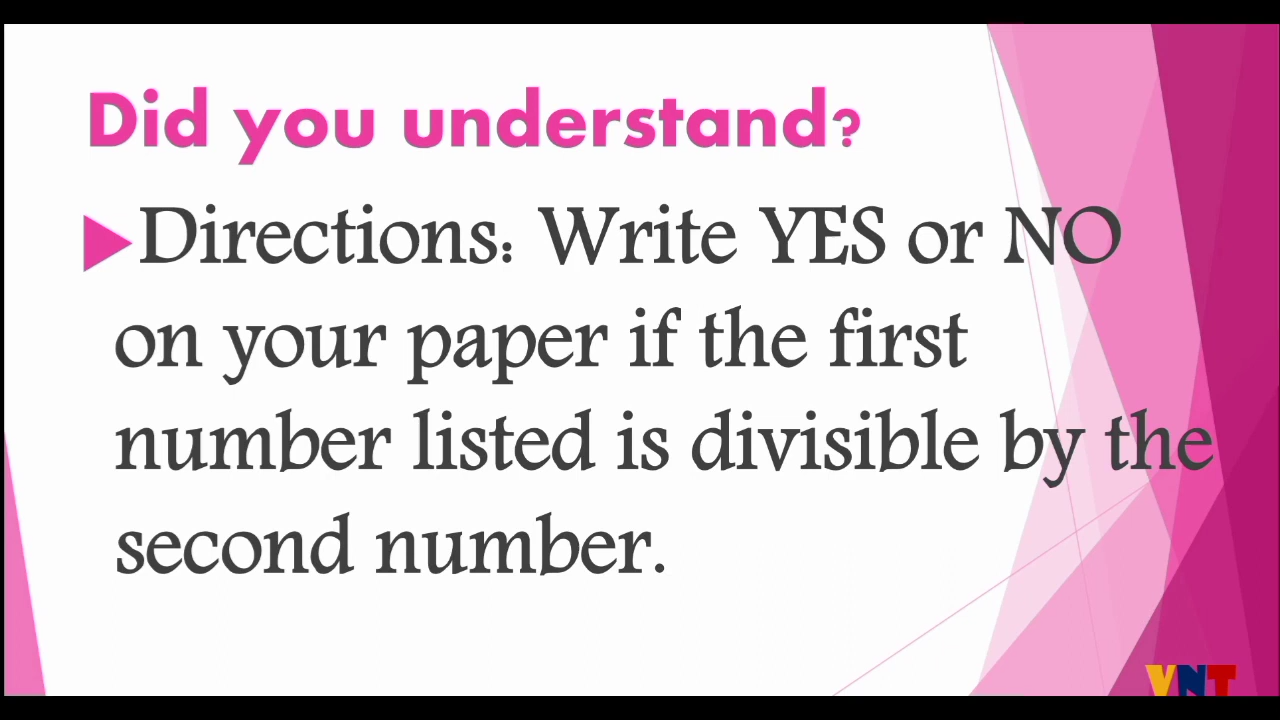 Did you understand?
Directions: Write YES or NO
on your paper if the first
number listed is divisible by the
second number.
VNT